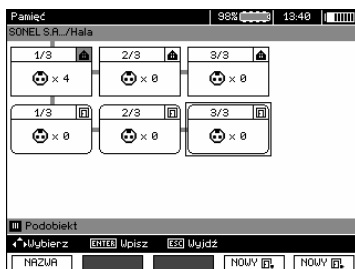 Pamięć 98% 13:40
SONEL S.A../Hala
1/3 2/3 3/3
× 4 × 0 × 0
1/3 2/3 3/3
× 0 × 0 × 0
Podobiekt
Wybierz ENTER Wpisz ESC Wyjdź
NAZWA NOWY NOWY